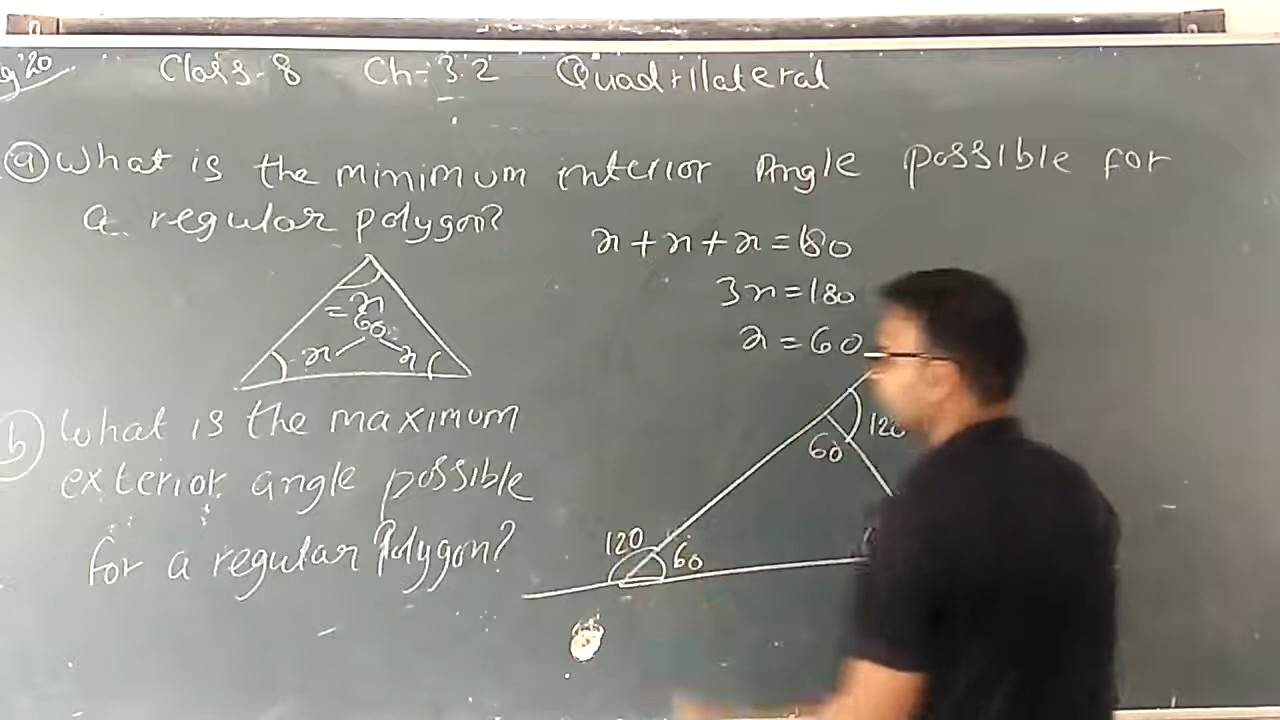 g'20 Class-8 Ch-3.2 Quadrilateral
(a) What is the minimum interior Angle possible for
a regular polygon?
x+x+x=180
3x=180
x=60
x
=60
x x
(b) What is the maximum
exterior angle possible
for a regular Polygon?
120
60
120 60